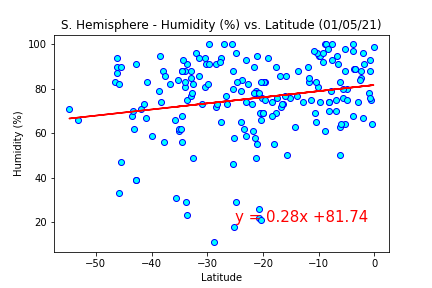 S. Hemisphere - Humidity (%) vs. Latitude (01/05/21)
100
80
60
40
20
Humidity (%)
y = 0.28x +81.74
−50
−40
−30
−20
−10
0
Latitude